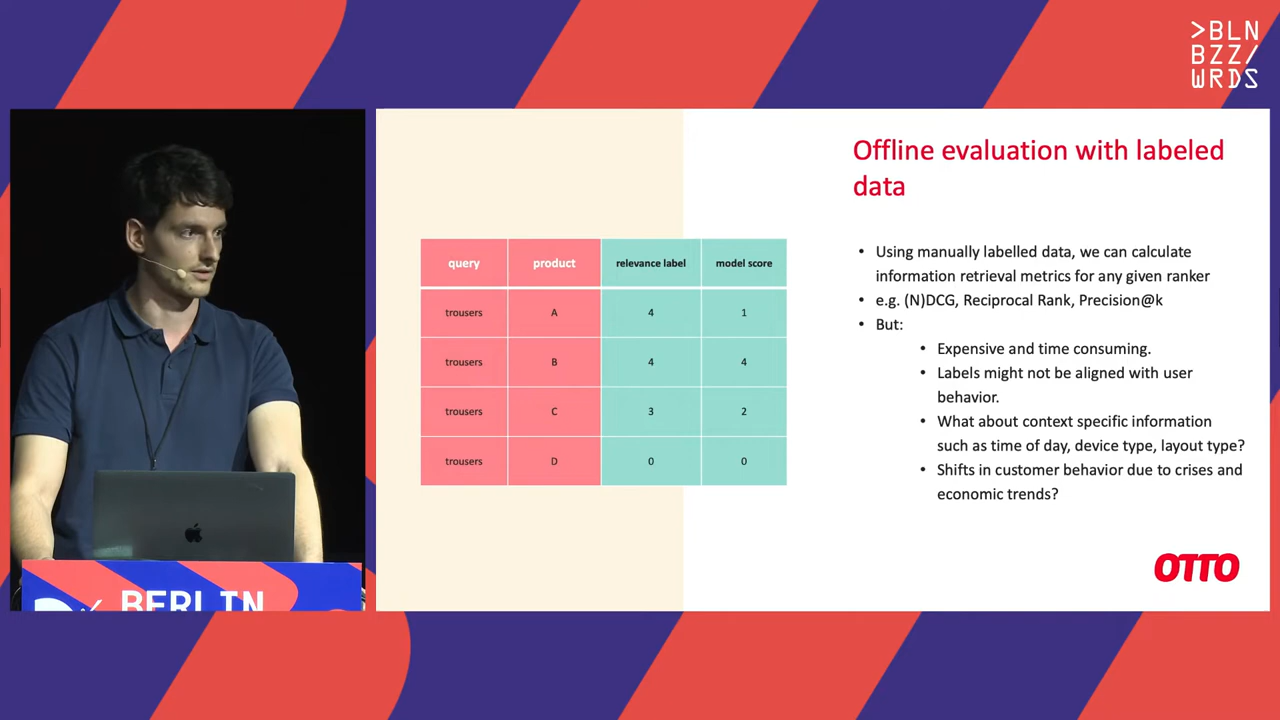 >BLN
BZZ/
WRDS
Offline evaluation with labeled
data
query product relevance label model score
trousers A 4 1
trousers B 4 4
trousers C 3 2
trousers D 0 0
• Using manually labelled data, we can calculate
information retrieval metrics for any given ranker
• e.g. (N)DCG, Reciprocal Rank, Precision@k
• But:
• Expensive and time consuming.
• Labels might not be aligned with user
behavior.
• What about context specific information
such as time of day, device type, layout type?
• Shifts in customer behavior due to crises and
economic trends?
OTTO
BERLIN